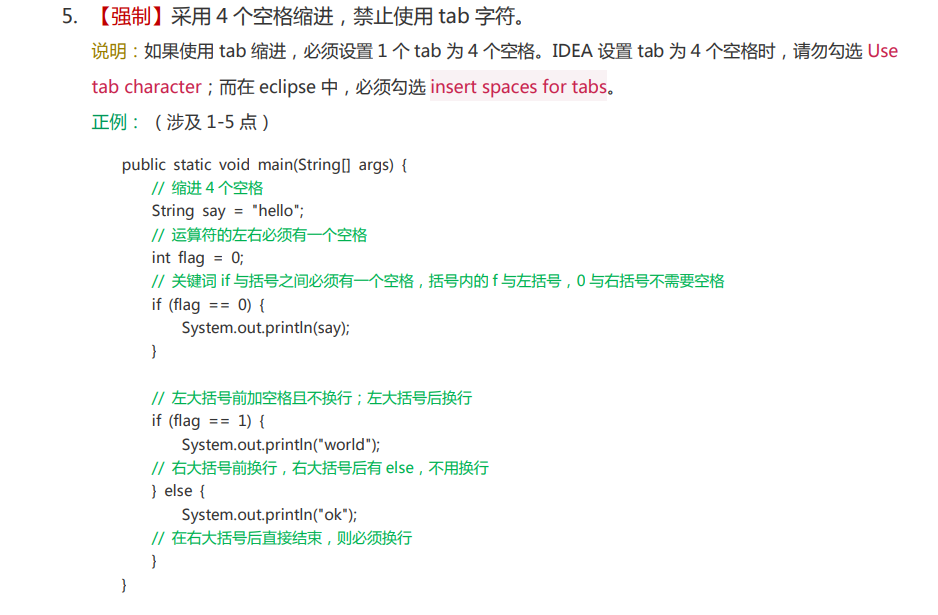 5. 【强制】采用 4 个空格缩进，禁止使用 tab 字符。
说明：如果使用 tab 缩进，必须设置 1 个 tab 为 4 个空格。IDEA 设置 tab 为 4 个空格时，请勿勾选 Use
tab character；而在 eclipse 中，必须勾选 insert spaces for tabs。
正例：（涉及 1-5 点）
public static void main(String[] args) {
// 缩进 4 个空格
String say = "hello";
// 运算符的左右必须有一个空格
int flag = 0;
// 关键词 if 与括号之间必须有一个空格，括号内的 f 与左括号，0 与右括号不需要空格
if (flag == 0) {
System.out.println(say);
}
// 左大括号前加空格且不换行；左大括号后换行
if (flag == 1) {
System.out.println("world");
// 右大括号前换行，右大括号后有 else，不用换行
} else {
System.out.println("ok");
// 在右大括号后直接结束，则必须换行
}
}